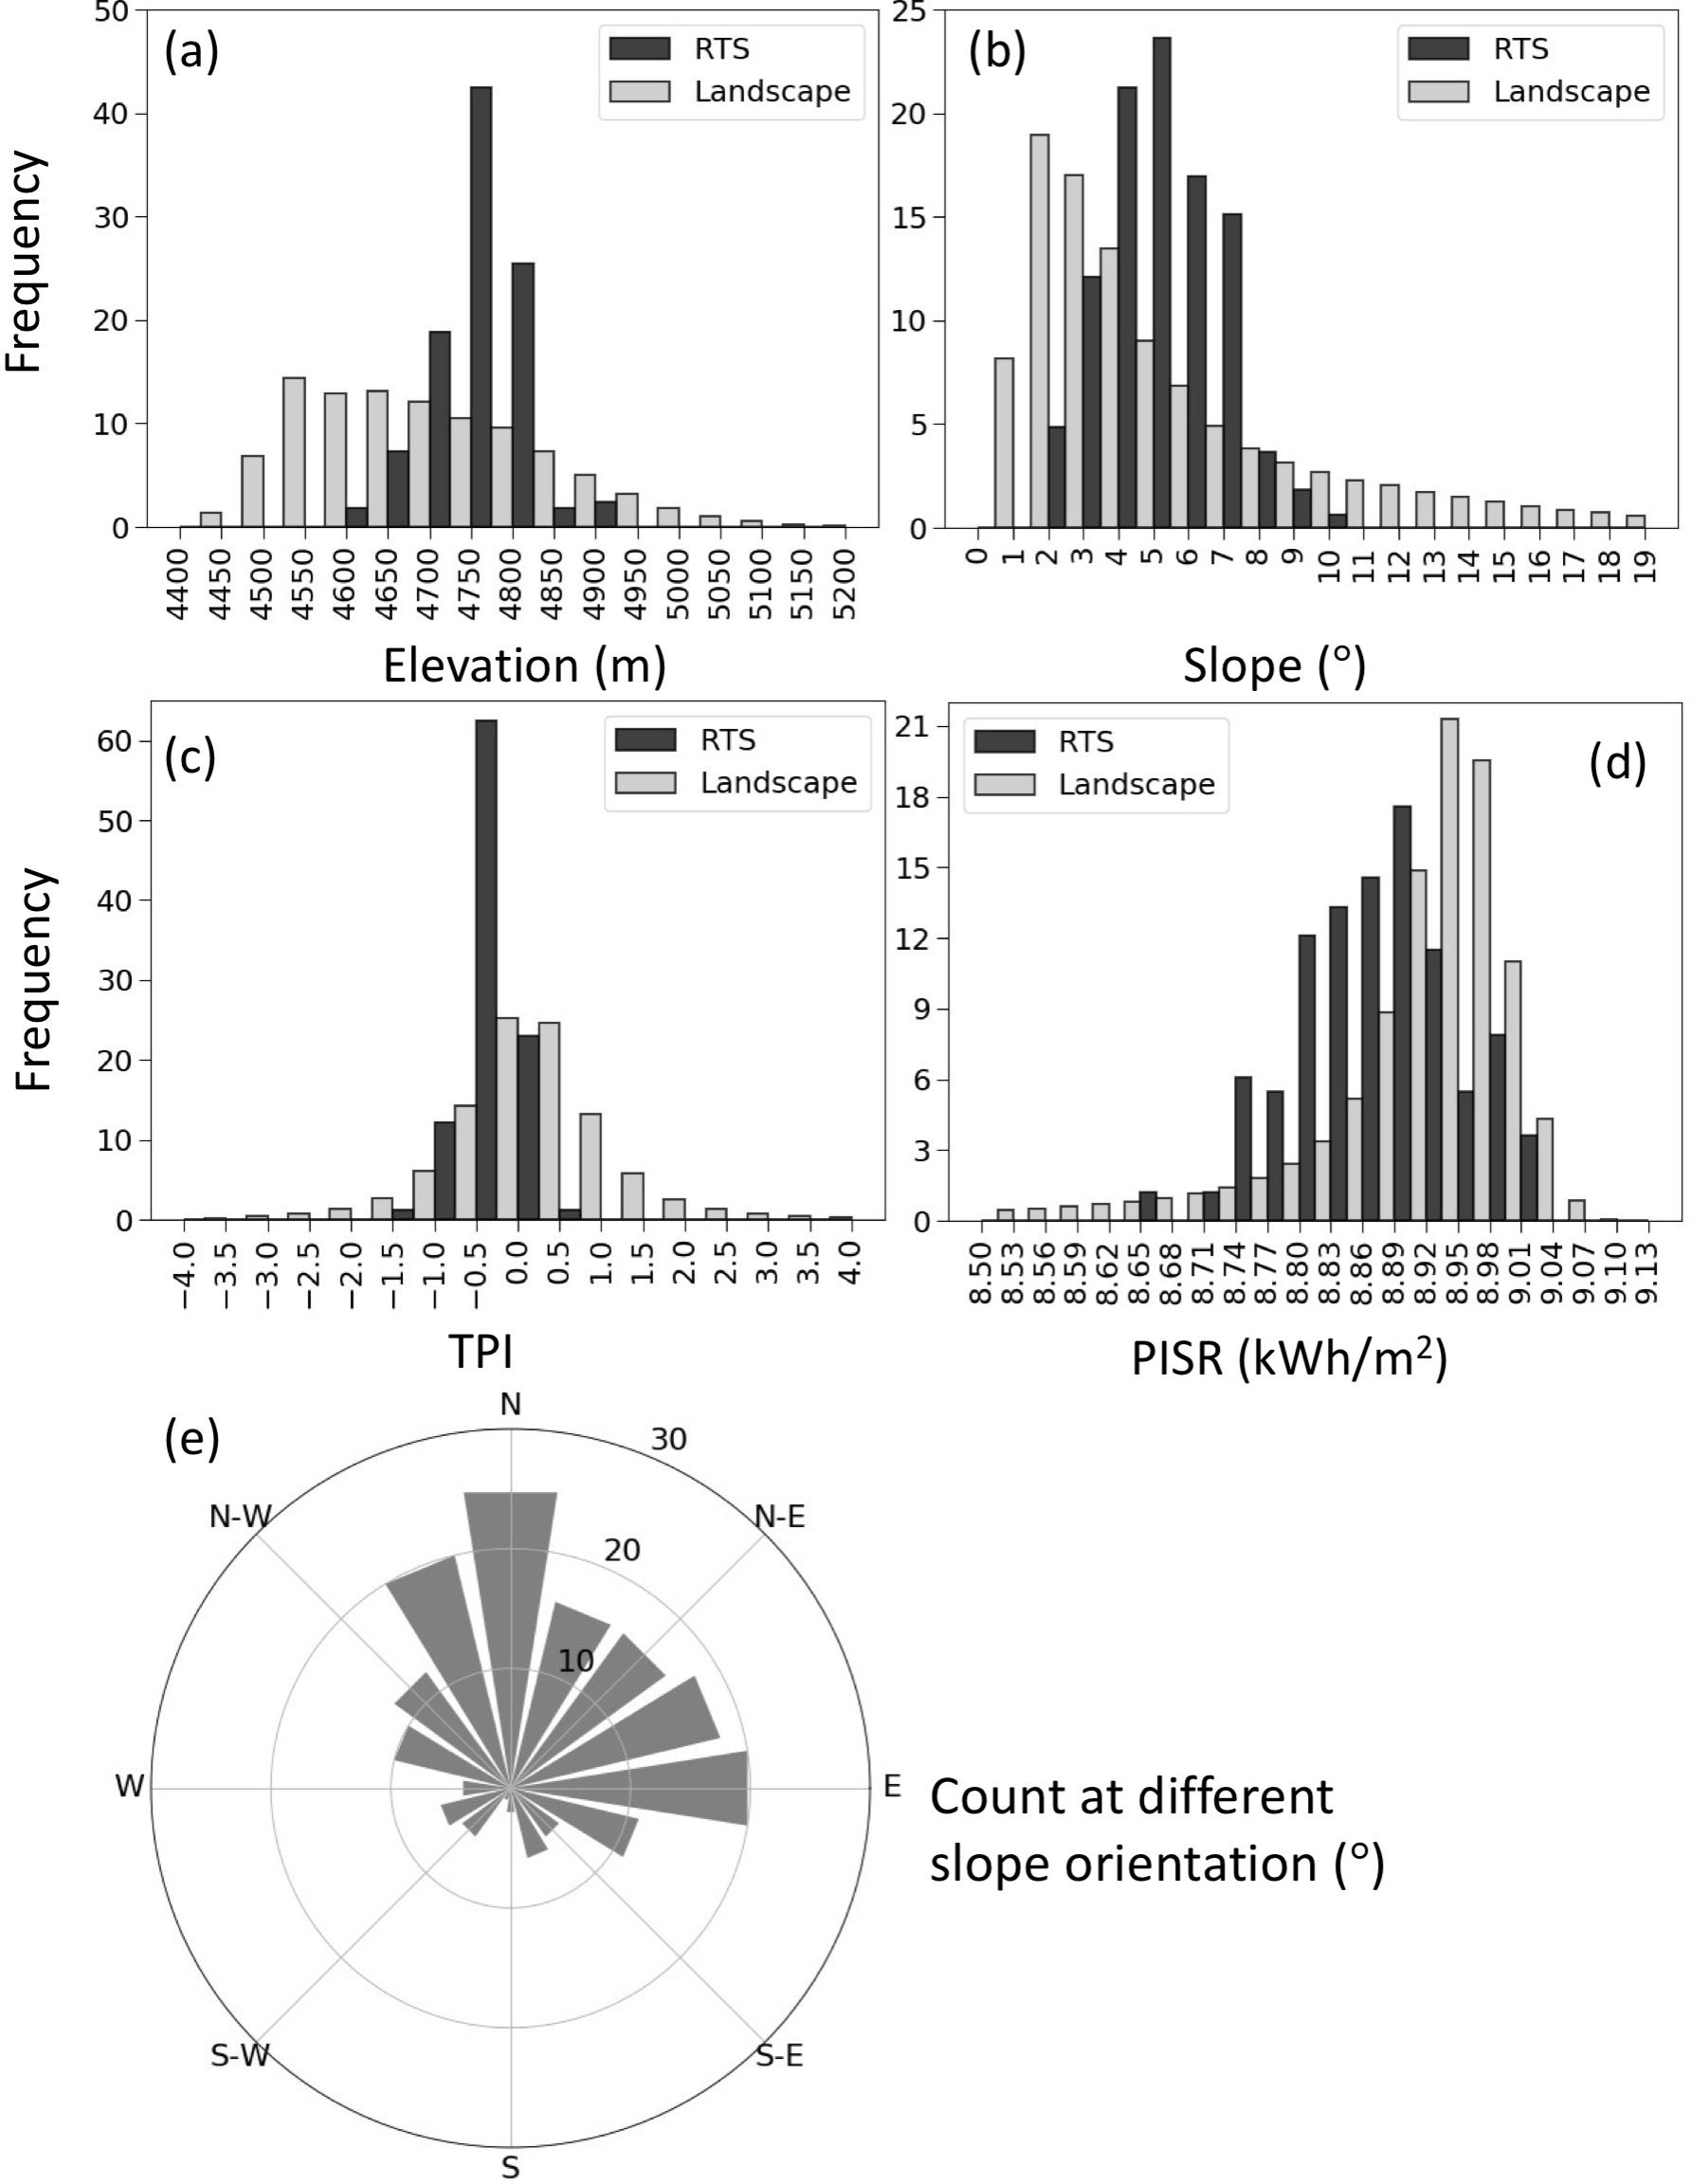 (a)
RTS
Landscape
Frequency
50
40
30
20
10
0
4400 4450 4500 4550 4600 4650 4700 4750 4800 4850 4900 4950 5000 5050 5100 5150 5200
Elevation (m)
(b)
RTS
Landscape
25
20
15
10
5
0
0 1 2 3 4 5 6 7 8 9 10 11 12 13 14 15 16 17 18 19
Slope (°)
(c)
RTS
Landscape
Frequency
60
50
40
30
20
10
0
−4.0 −3.5 −3.0 −2.5 −2.0 −1.5 −1.0 −0.5 0.0 0.5 1.0 1.5 2.0 2.5 3.0 3.5 4.0
TPI
RTS
Landscape
(d)
21
18
15
12
9
6
3
0
8.50 8.53 8.56 8.59 8.62 8.65 8.68 8.71 8.74 8.77 8.80 8.83 8.86 8.89 8.92 8.95 8.98 9.01 9.04 9.07 9.10 9.13
PISR (kWh/m²)
(e)
N
30
N-W
N-E
20
10
W
E
S-W
S-E
S
Count at different
slope orientation (°)